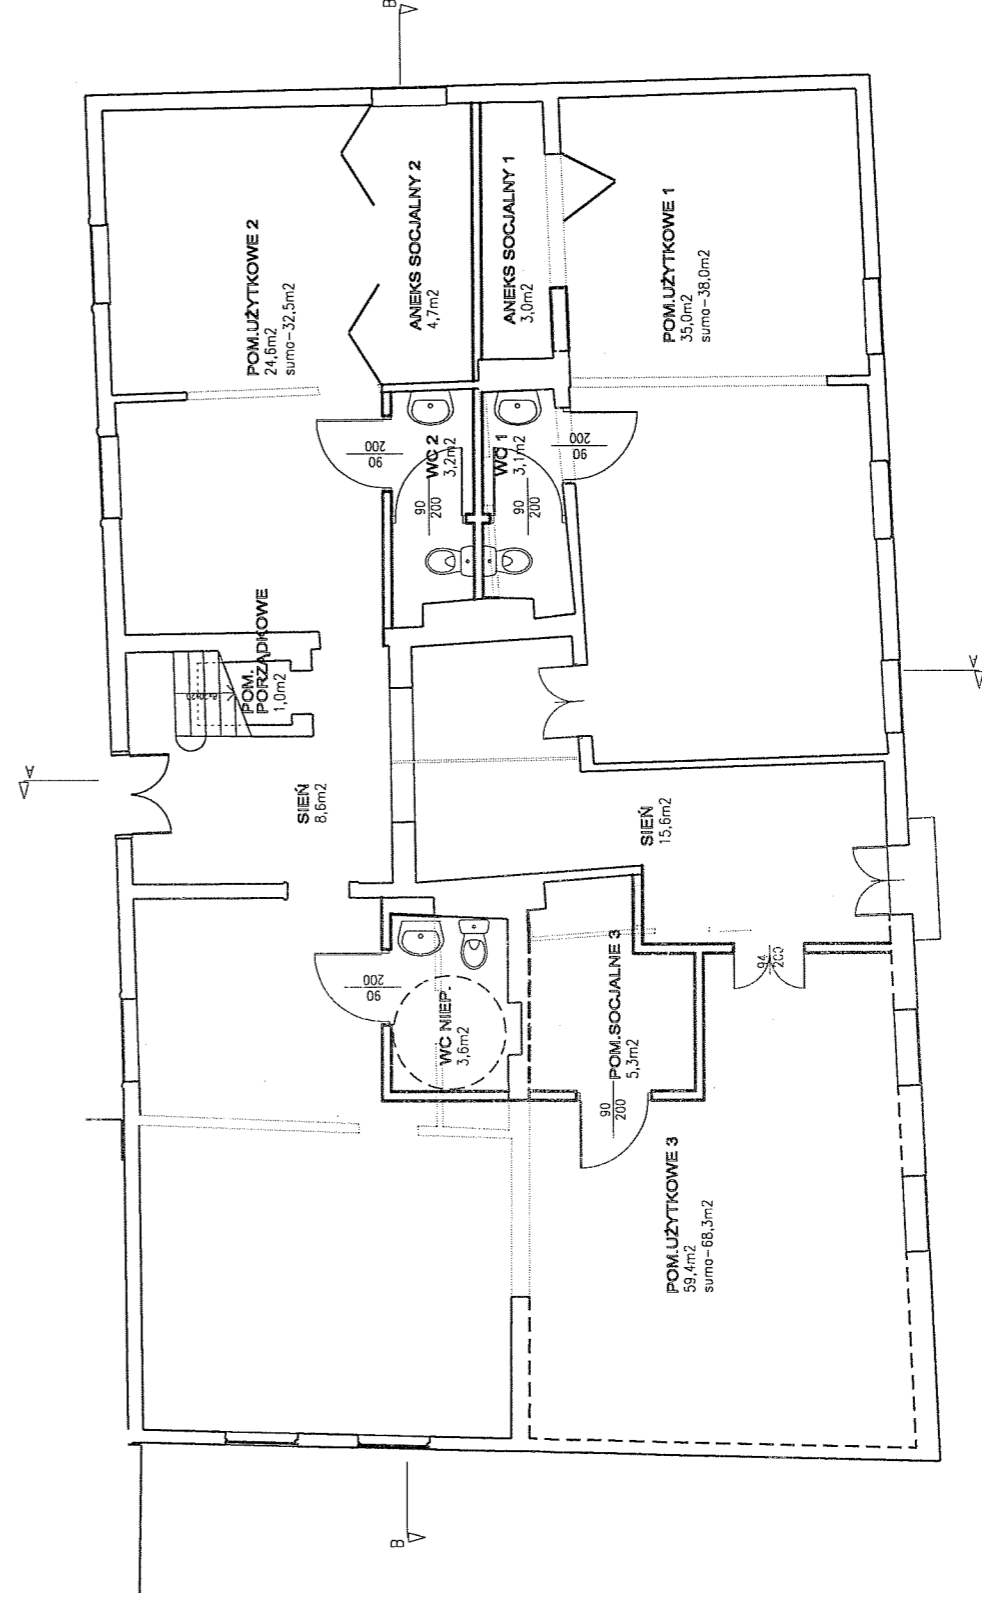 B
POM.UŻYTKOWE 2
24,6m2
suma-32,5m2
ANEKS SOCJALNY 2
4,7m2
ANEKS SOCJALNY 1
3,0m2
POM.UŻYTKOWE 1
35,0m2
suma-38,0m2
90
200
WC 2
3,2m2
90
200
WC 1
3,1m2
90
200
90
200
POM.
PORZĄDKOWE
1,0m2
A
A
SIEŃ
8,6m2
SIEŃ
15,6m2
90
200
WC NIEP.
3,6m2
POM.SOCJALNE 3
5,3m2
94
200
90
200
POM.UŻYTKOWE 3
59,4m2
suma-68,3m2
B